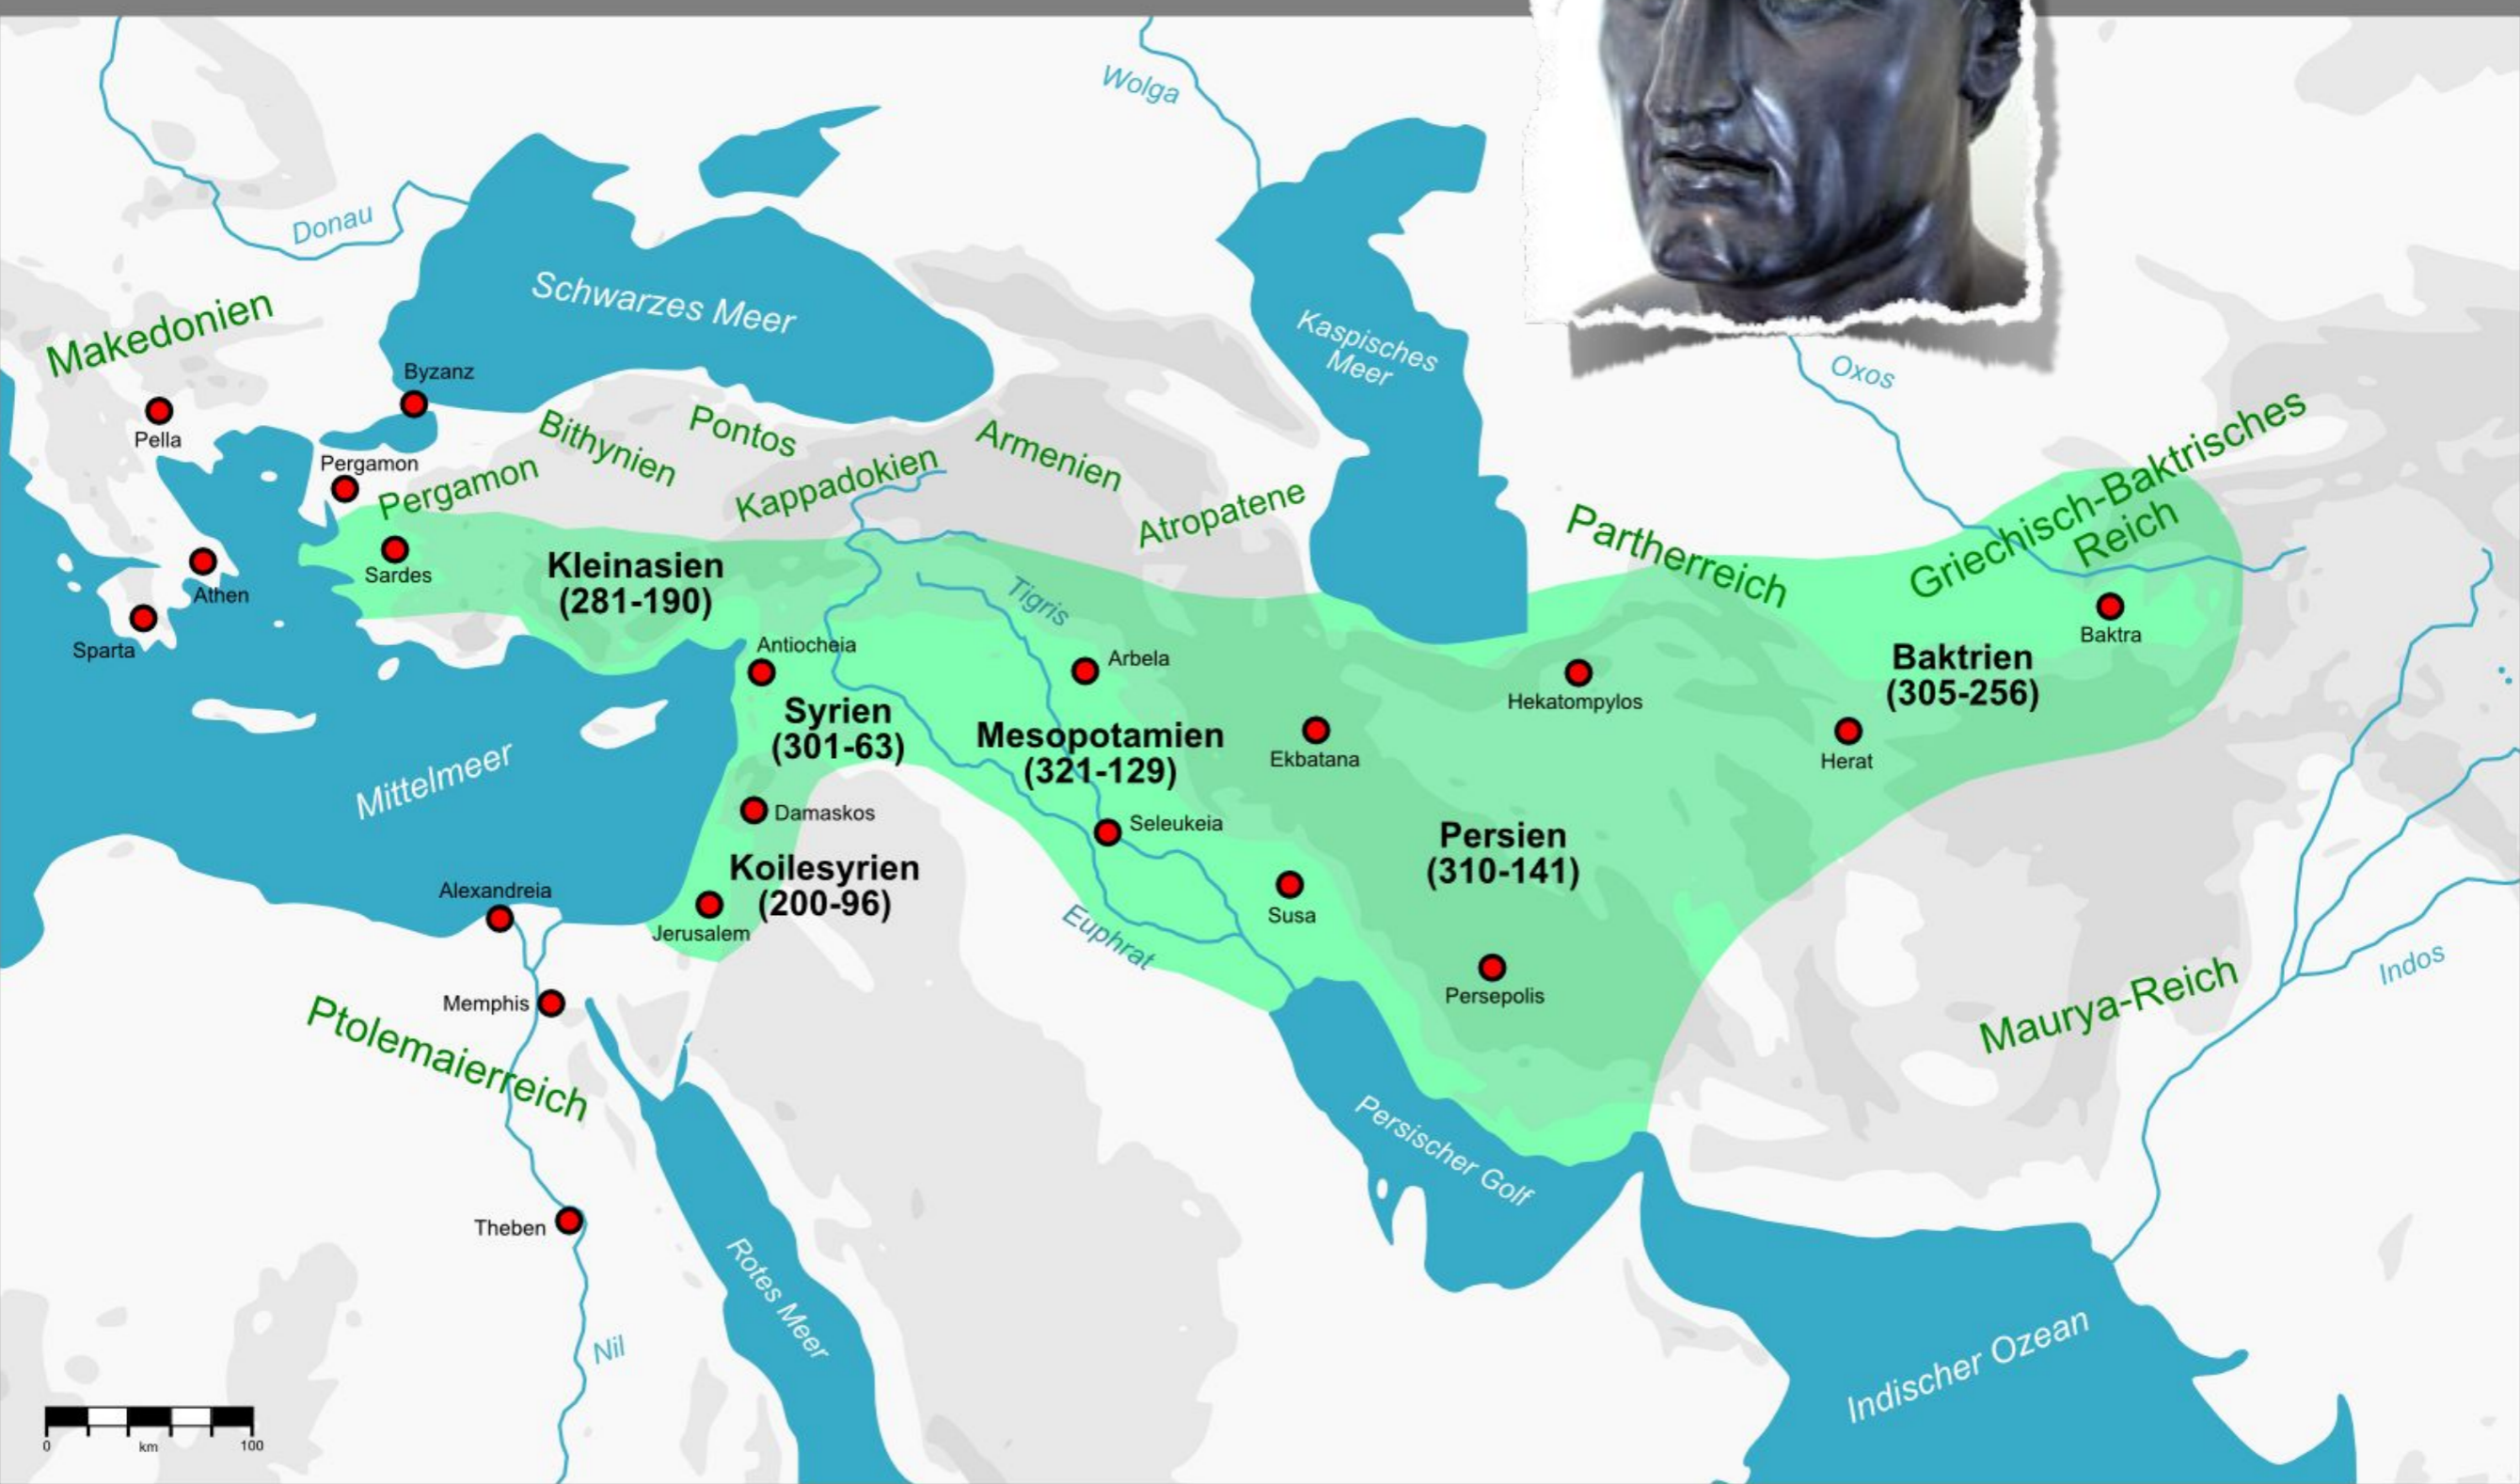 Wolga
Donau
Schwarzes Meer
Kaspisches
Meer
Makedonien
Byzanz
Oxos
Pella
Bithynien
Pontos
Armenien
Griechisch-Baktrisches
Reich
Pergamon
Pergamon
Kappadokien
Atropatene
Partherreich
Sardes
Kleinasien
(281-190)
Athen
Tigris
Sparta
Antiocheia
Arbela
Baktra
Hekatompylos
Baktrien
(305-256)
Syrien
(301-63)
Mesopotamien
(321-129)
Ekbatana
Herat
Mittelmeer
Damaskos
Seleukeia
Persien
(310-141)
Koilesyrien
(200-96)
Alexandreia
Susa
Jerusalem
Euphrat
Indos
Memphis
Persepolis
Maurya-Reich
Ptolemaierreich
Persischer Golf
Theben
Rotes Meer
Nil
Indischer Ozean
0 km 100